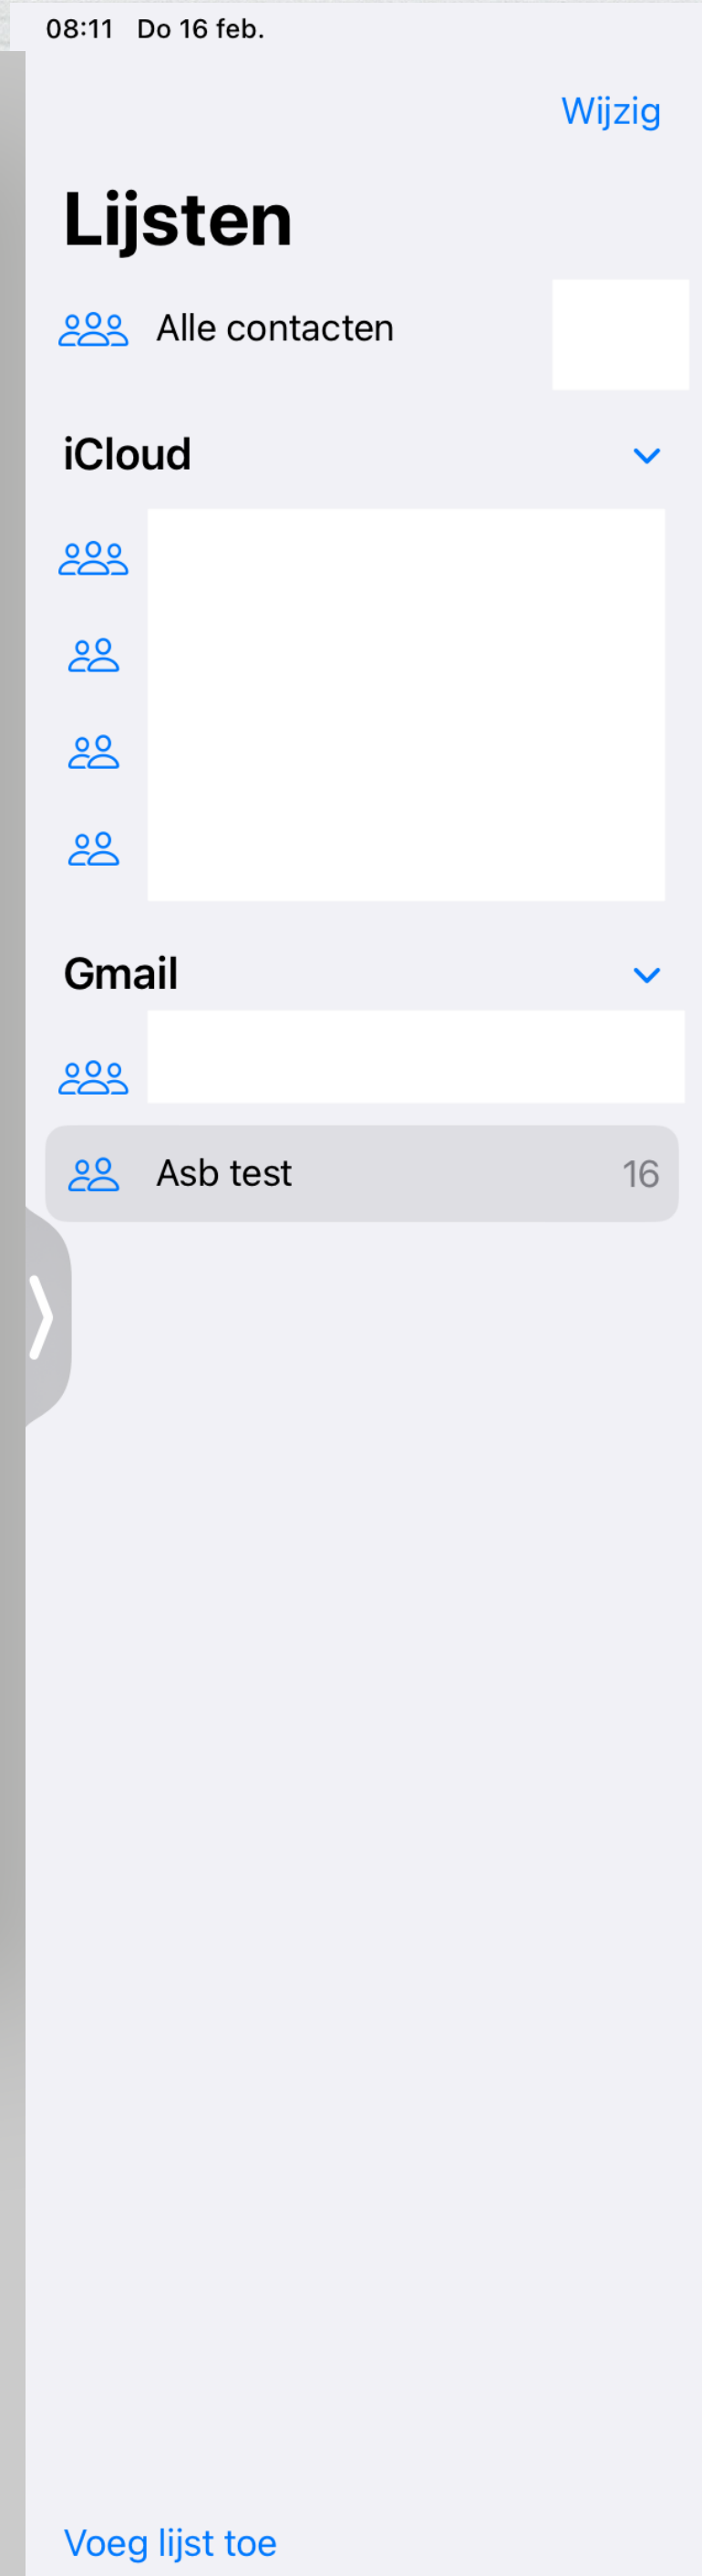 08:11 Do 16 feb.
Wijzig
Lijsten
Alle contacten
iCloud
Gmail
Asb test 16
Voeg lijst toe